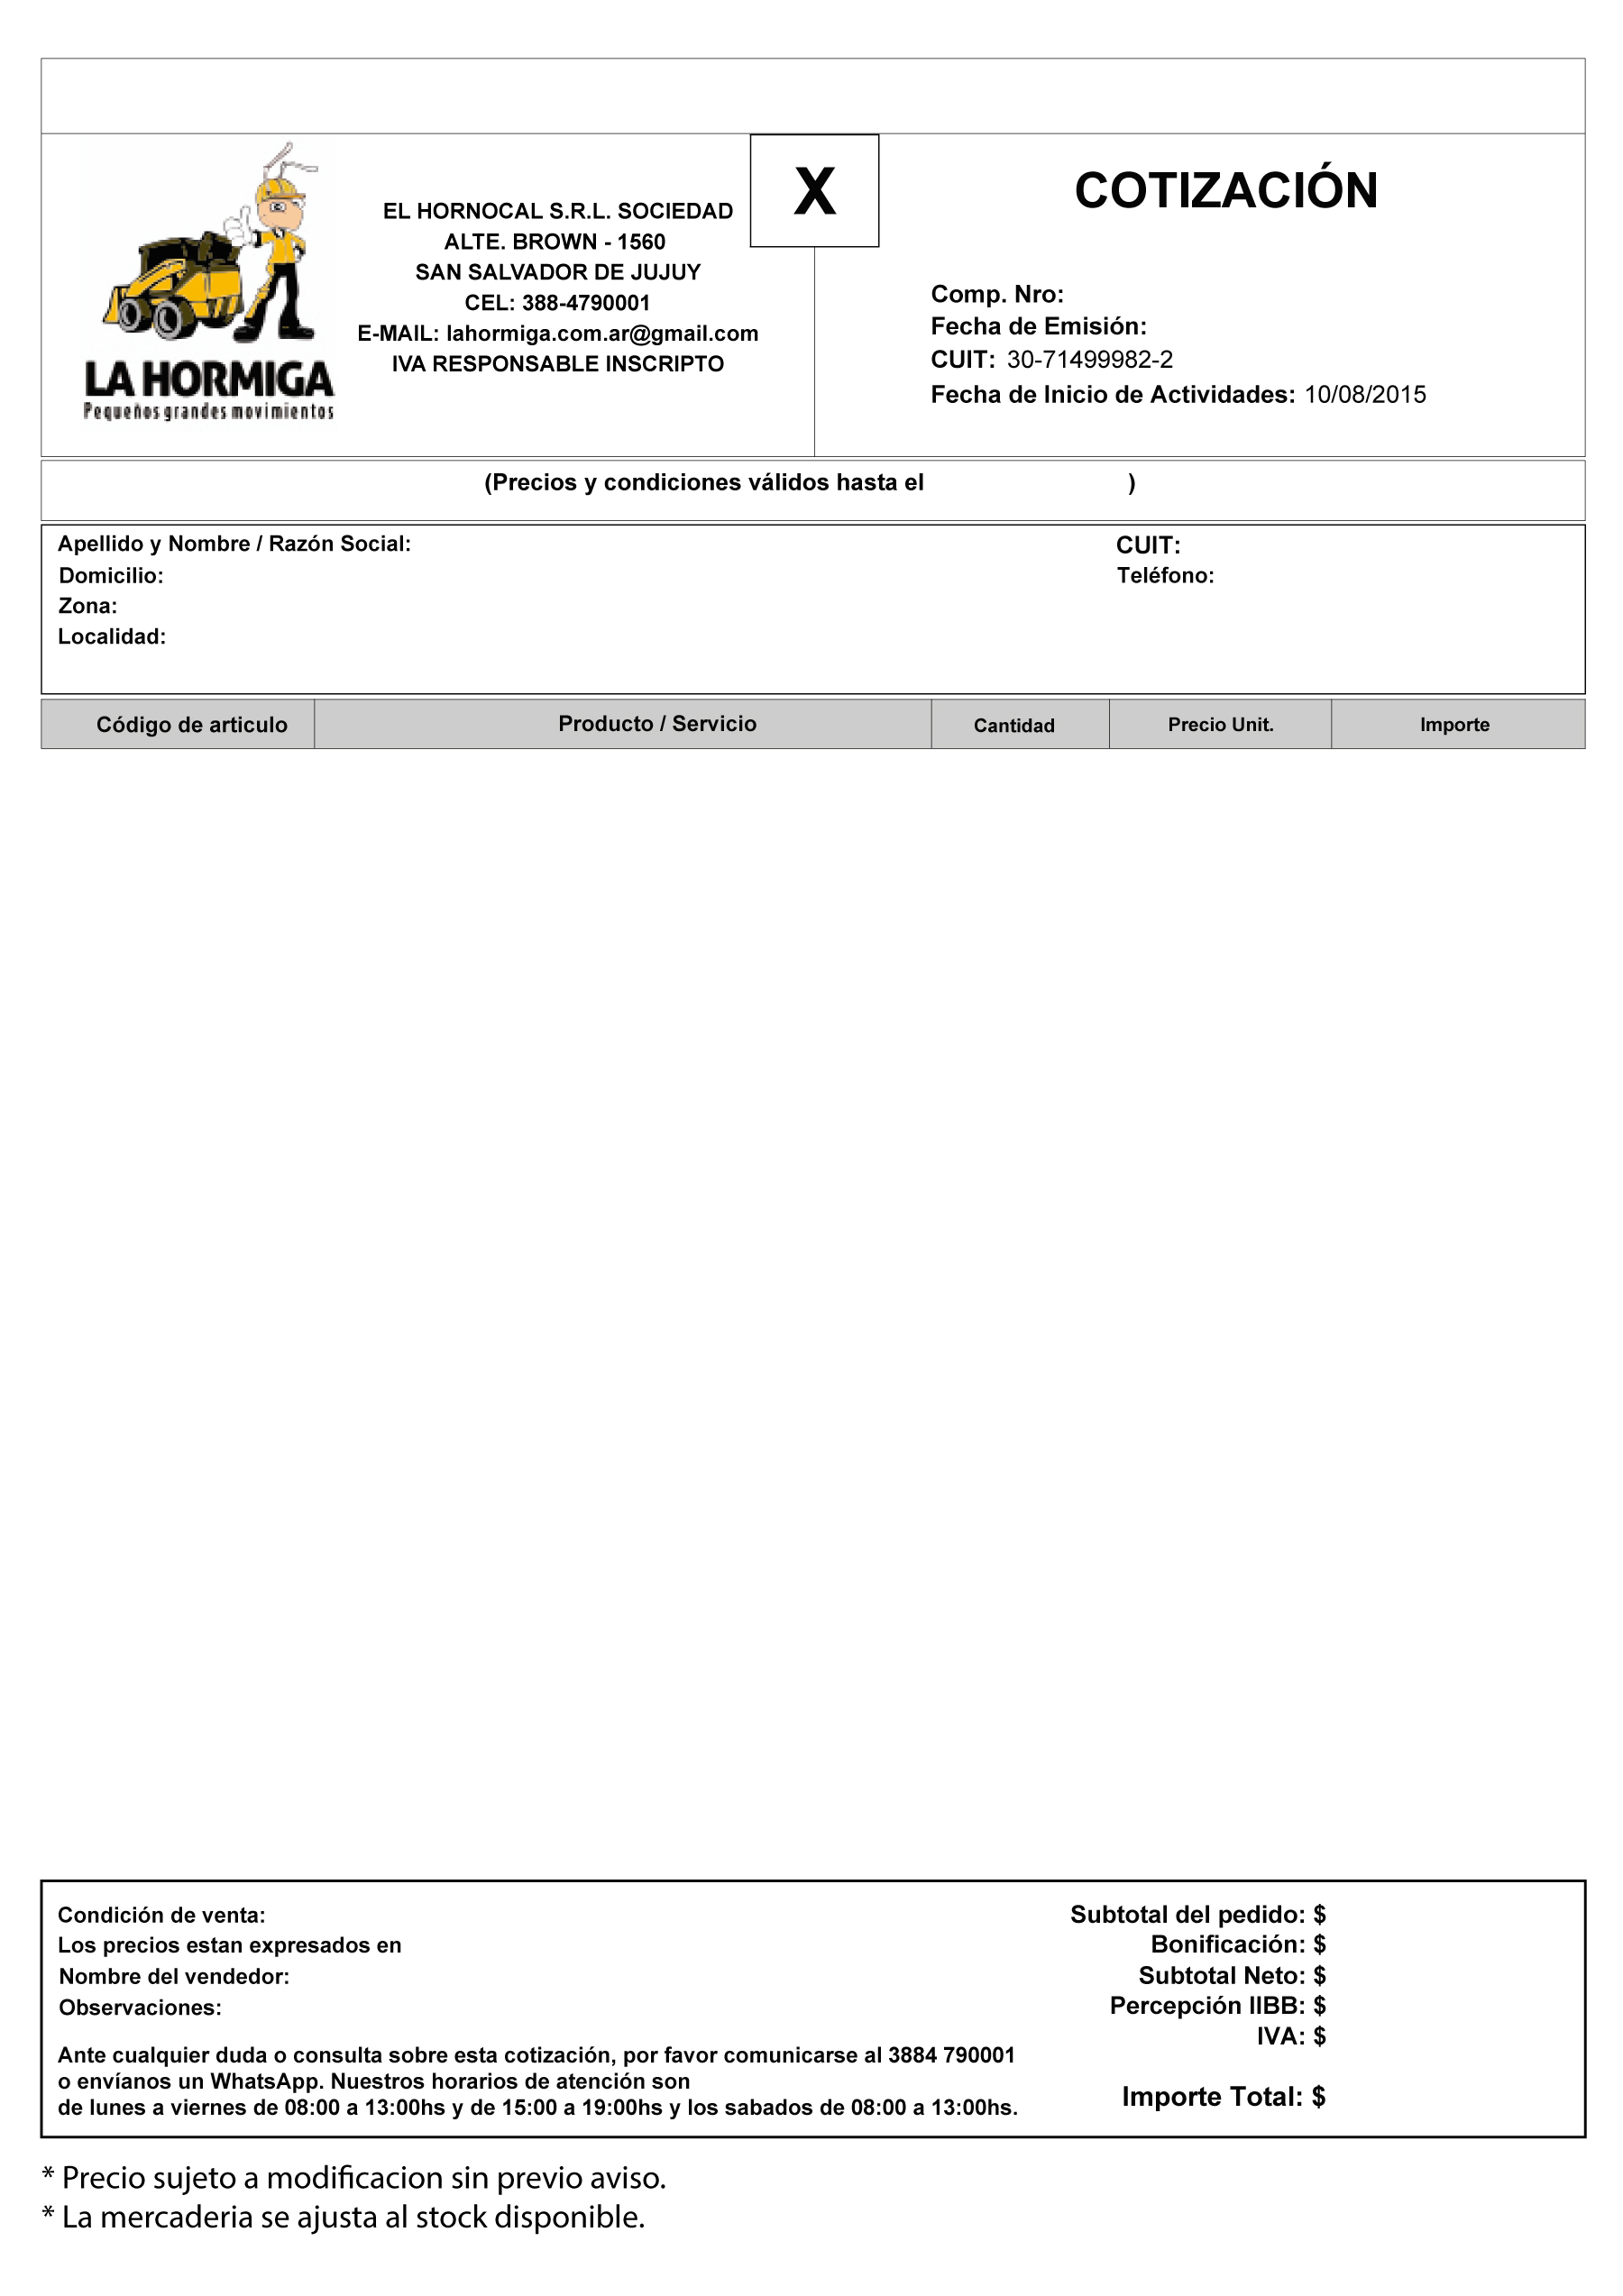 LA HORMIGA
Pequeños grandes movimientos
EL HORNOCAL S.R.L. SOCIEDAD
ALTE. BROWN - 1560
SAN SALVADOR DE JUJUY
CEL: 388-4790001
E-MAIL: lahormiga.com.ar@gmail.com
IVA RESPONSABLE INSCRIPTO
X
COTIZACIÓN
Comp. Nro:
Fecha de Emisión:
CUIT: 30-71499982-2
Fecha de Inicio de Actividades: 10/08/2015
(Precios y condiciones válidos hasta el )
Apellido y Nombre / Razón Social:
Domicilio:
Zona:
Localidad:
CUIT:
Teléfono:
Código de articulo Producto / Servicio Cantidad Precio Unit. Importe
Condición de venta:
Los precios estan expresados en
Nombre del vendedor:
Observaciones:
Ante cualquier duda o consulta sobre esta cotización, por favor comunicarse al 3884 790001
o envíanos un WhatsApp. Nuestros horarios de atención son
de lunes a viernes de 08:00 a 13:00hs y de 15:00 a 19:00hs y los sabados de 08:00 a 13:00hs.
Subtotal del pedido: $
Bonificación: $
Subtotal Neto: $
Percepción IIBB: $
IVA: $
Importe Total: $
* Precio sujeto a modificacion sin previo aviso.
* La mercaderia se ajusta al stock disponible.